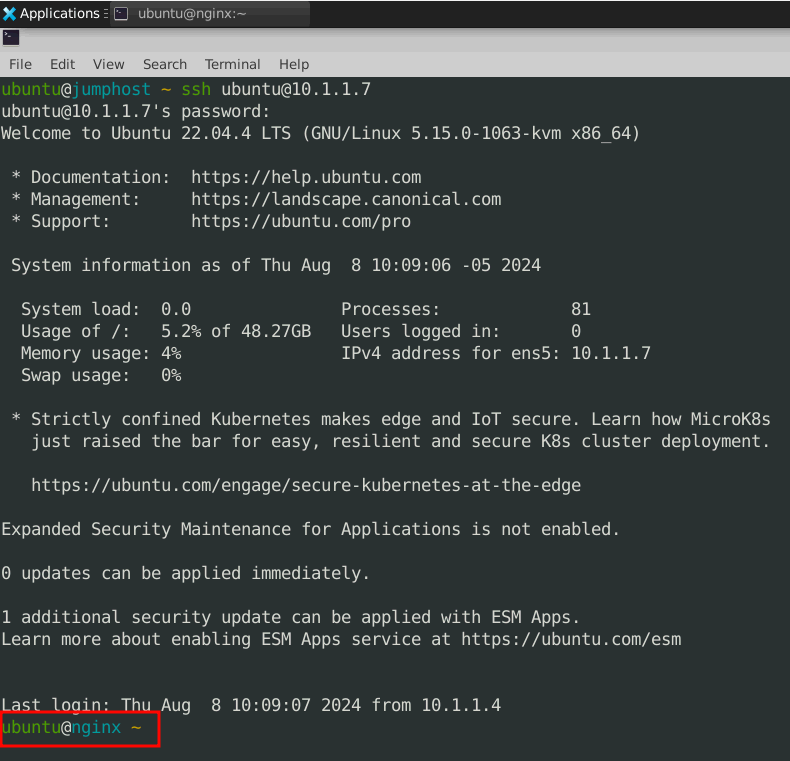 Applications ubuntu@nginx:~
File Edit View Search Terminal Help
ubuntu@jumphost ~ ssh ubuntu@10.1.1.7
ubuntu@10.1.1.7's password:
Welcome to Ubuntu 22.04.4 LTS (GNU/Linux 5.15.0-1063-kvm x86_64)
* Documentation:  https://help.ubuntu.com
* Management:     https://landscape.canonical.com
* Support:        https://ubuntu.com/pro
System information as of Thu Aug  8 10:09:06 -05 2024
System load:  0.0               Processes:             81
Usage of /:   5.2% of 48.27GB   Users logged in:       0
Memory usage: 4%                IPv4 address for ens5: 10.1.1.7
Swap usage:   0%
* Strictly confined Kubernetes makes edge and IoT secure. Learn how MicroK8s
just raised the bar for easy, resilient and secure K8s cluster deployment.
https://ubuntu.com/engage/secure-kubernetes-at-the-edge
Expanded Security Maintenance for Applications is not enabled.
0 updates can be applied immediately.
1 additional security update can be applied with ESM Apps.
Learn more about enabling ESM Apps service at https://ubuntu.com/esm
Last login: Thu Aug  8 10:09:07 2024 from 10.1.1.4
ubuntu@nginx ~